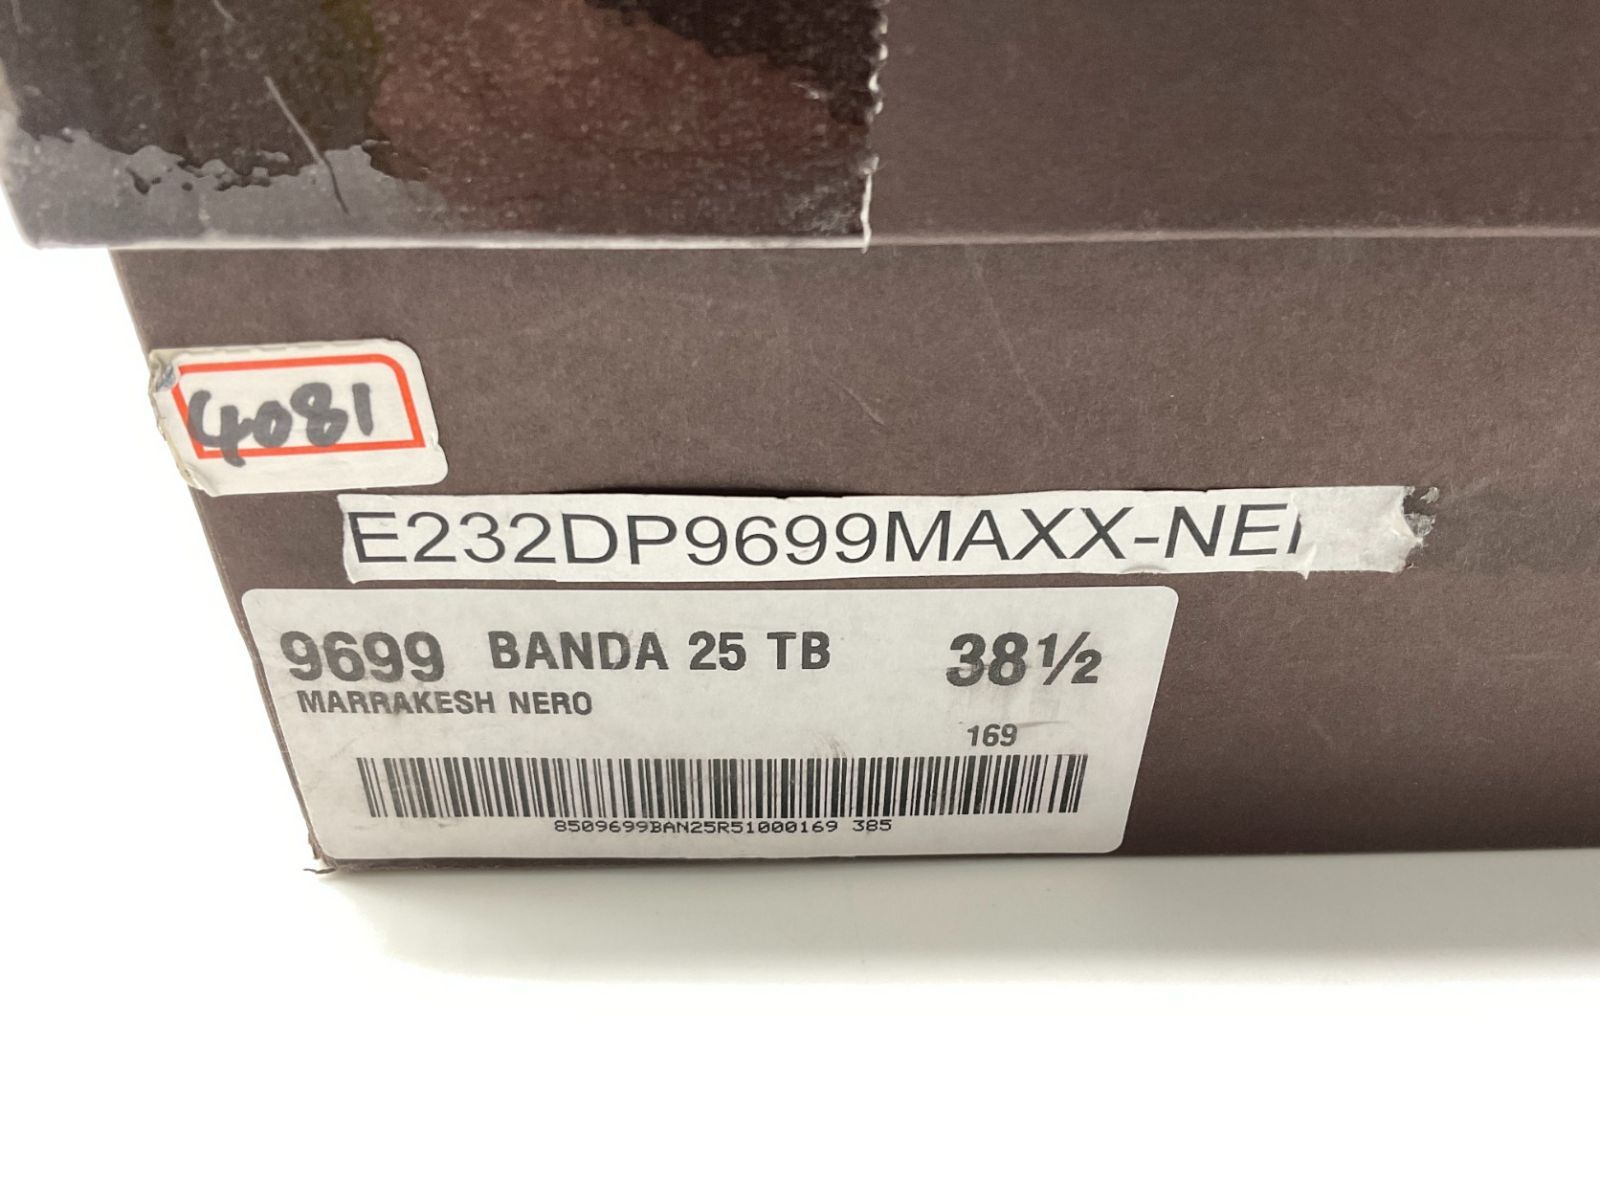 4081
E232DP9699MAXX-NE
9699 BANDA 25 TB 38½
MARRAKESH NERO
169
8509699BAN25R51000169 385